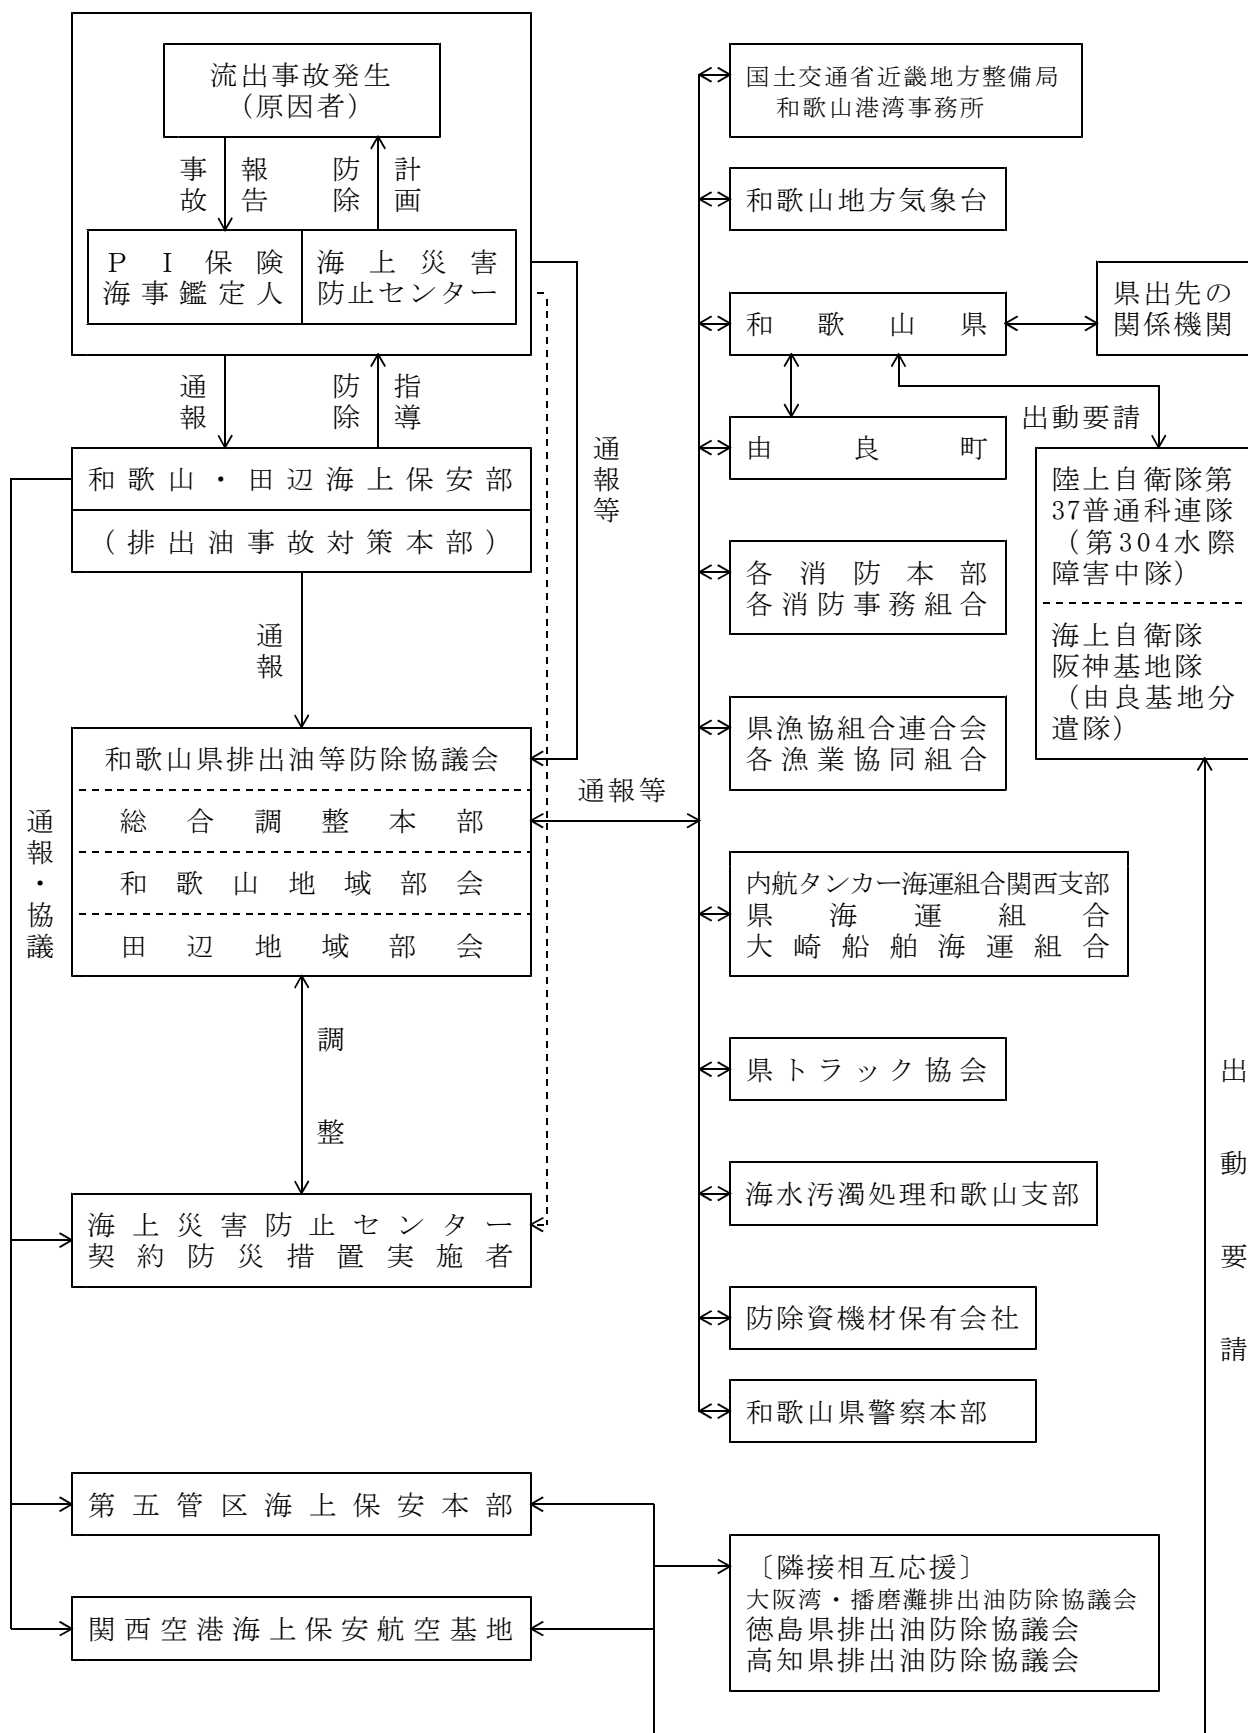 流出事故発生
（原因者）
事故
報告
防除
計画
ＰＩ保険
海事鑑定人
海上災害
防止センター
通報
防除
指導
和歌山・田辺海上保安部
（排出油事故対策本部）
通報
通報等
和歌山県排出油等防除協議会
総合調整本部
和歌山地域部会
田辺地域部会
通報等
通報・協議
調整
海上災害防止センター
契約防災措置実施者
第五管区海上保安本部
関西空港海上保安航空基地
国土交通省近畿地方整備局
和歌山港湾事務所
和歌山地方気象台
和歌山県
県出先の
関係機関
由良町
出動要請
陸上自衛隊第
37普通科連隊
（第304水際
障害中隊）
海上自衛隊
阪神基地隊
（由良基地分
遣隊）
各消防本部
各消防事務組合
県漁協組合連合会
各漁業協同組合
内航タンカー海運組合関西支部
県海運組合
大崎船舶海運組合
県トラック協会
海水汚濁処理和歌山支部
防除資機材保有会社
和歌山県警察本部
出動要請
〔隣接相互応援〕
大阪湾・播磨灘排出油防除協議会
徳島県排出油防除協議会
高知県排出油防除協議会